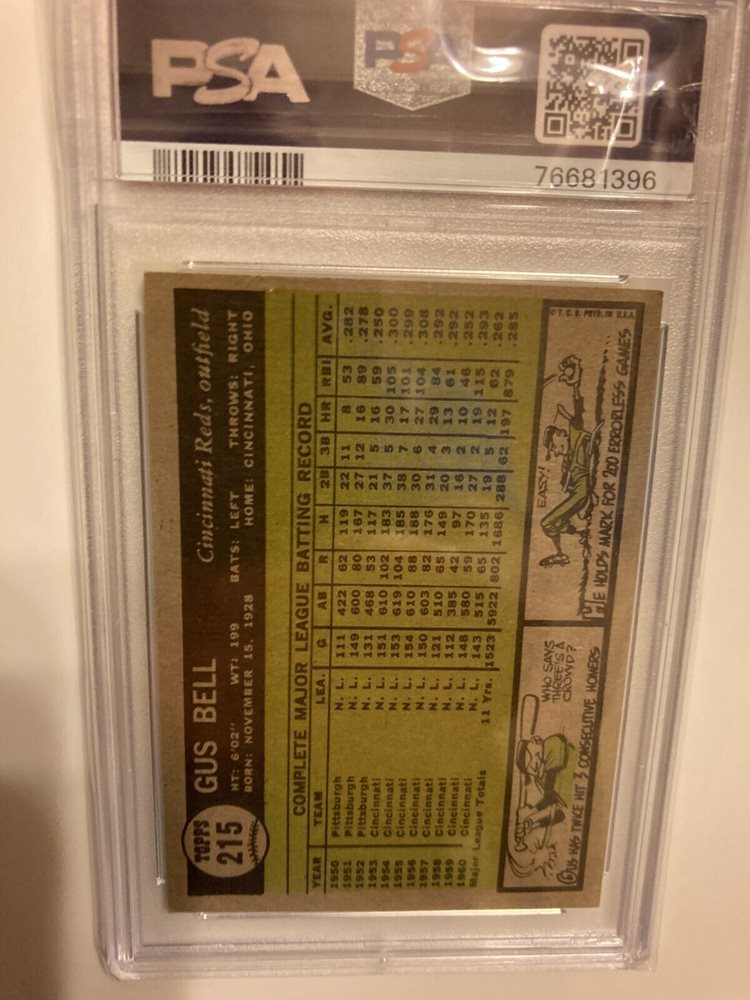 PSA
PSA
76681396
TOPPS
215
GUS BELL
Cincinnati Reds, outfield
HT: 6'02" WT: 199 BATS: LEFT THROWS: RIGHT
BORN: NOVEMBER 15, 1928 HOME: CINCINNATI, OHIO
COMPLETE MAJOR LEAGUE BATTING RECORD
YEAR TEAM LEA. G AB R H 2B 3B HR RBI AVG.
1950 Pittsburgh N. L. 111 422 62 119 22 11 8 53 .282
1951 Pittsburgh N. L. 149 600 80 167 27 12 16 89 .278
1952 Pittsburgh N. L. 131 468 53 117 21 5 16 59 .250
1953 Cincinnati N. L. 151 610 102 183 37 5 30 105 .300
1954 Cincinnati N. L. 153 619 104 185 38 7 17 101 .299
1955 Cincinnati N. L. 154 610 88 188 30 6 27 104 .308
1956 Cincinnati N. L. 150 603 82 176 31 4 29 84 .292
1957 Cincinnati N. L. 121 510 65 149 20 3 13 61 .292
1958 Cincinnati N. L. 112 385 42 97 16 2 10 46 .252
1959 Cincinnati N. L. 148 580 59 170 27 2 19 115 .293
1960 Cincinnati N. L. 143 515 65 135 19 5 12 62 .262
Major League Totals 11 Yrs. 1523 5922 802 1686 288 62 197 879 .285
WHO SAYS
THREE'S A
CROWD?
GUS HAS TWICE HIT 3 CONSECUTIVE HOMERS
EASY!
HE HOLDS MARK FOR 200 ERRORLESS GAMES
© T. C. G. PRTD. IN U.S.A.